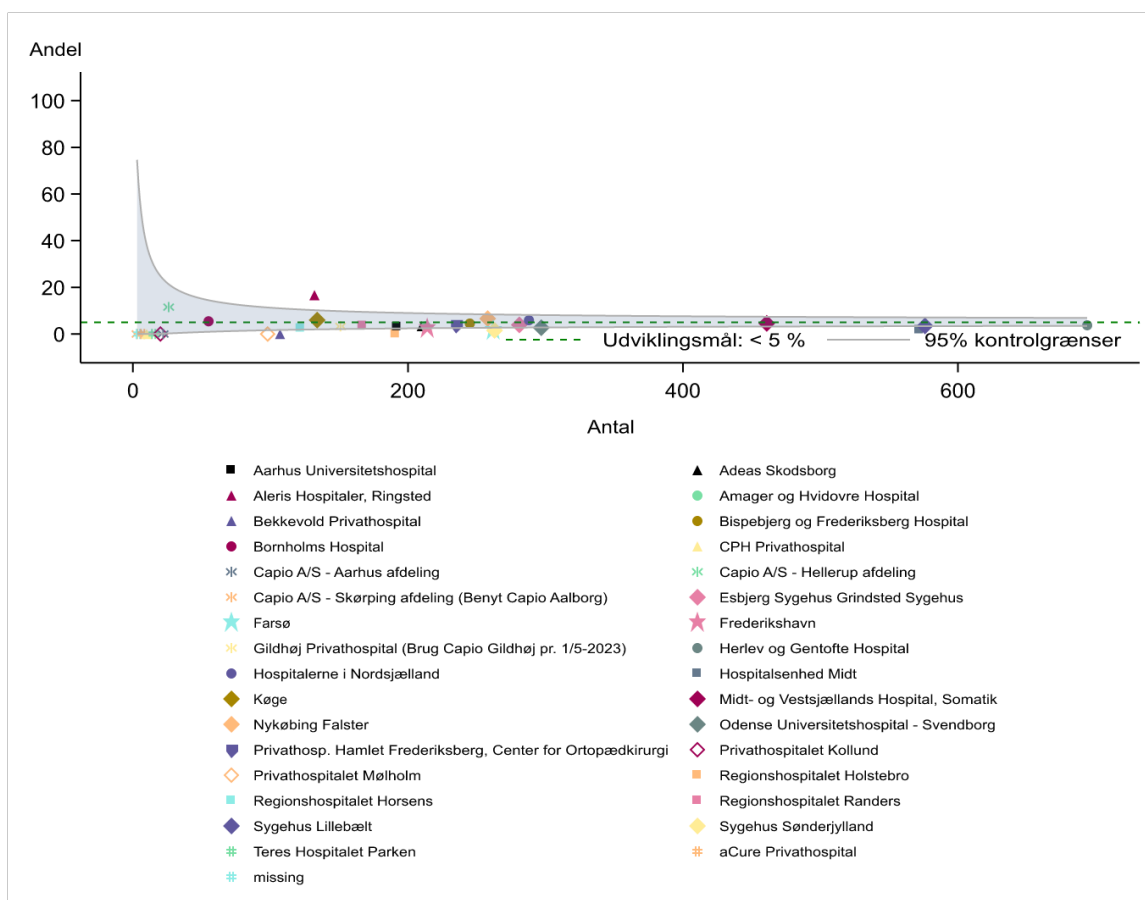 Andel
100
80
60
40
20
0
Udviklingsmål: < 5 % 95% kontrolgrænser
0 200 400 600
Antal
Aarhus Universitetshospital Adeas Skodsborg
Aleris Hospitaler, Ringsted Amager og Hvidovre Hospital
Bekkevold Privathospital Bispebjerg og Frederiksberg Hospital
Bornholms Hospital CPH Privathospital
Capio A/S - Aarhus afdeling Capio A/S - Hellerup afdeling
Capio A/S - Skørping afdeling (Benyt Capio Aalborg) Esbjerg Sygehus Grindsted Sygehus
Farsø Frederikshavn
Gildhøj Privathospital (Brug Capio Gildhøj pr. 1/5-2023) Herlev og Gentofte Hospital
Hospitalerne i Nordsjælland Hospitalsenhed Midt
Køge Midt- og Vestsjællands Hospital, Somatik
Nykøbing Falster Odense Universitetshospital - Svendborg
Privathosp. Hamlet Frederiksberg, Center for Ortopædkirurgi Privathospitalet Kollund
Privathospitalet Mølholm Regionshospitalet Holstebro
Regionshospitalet Horsens Regionshospitalet Randers
Sygehus Lillebælt Sygehus Sønderjylland
Teres Hospitalet Parken aCure Privathospital
missing